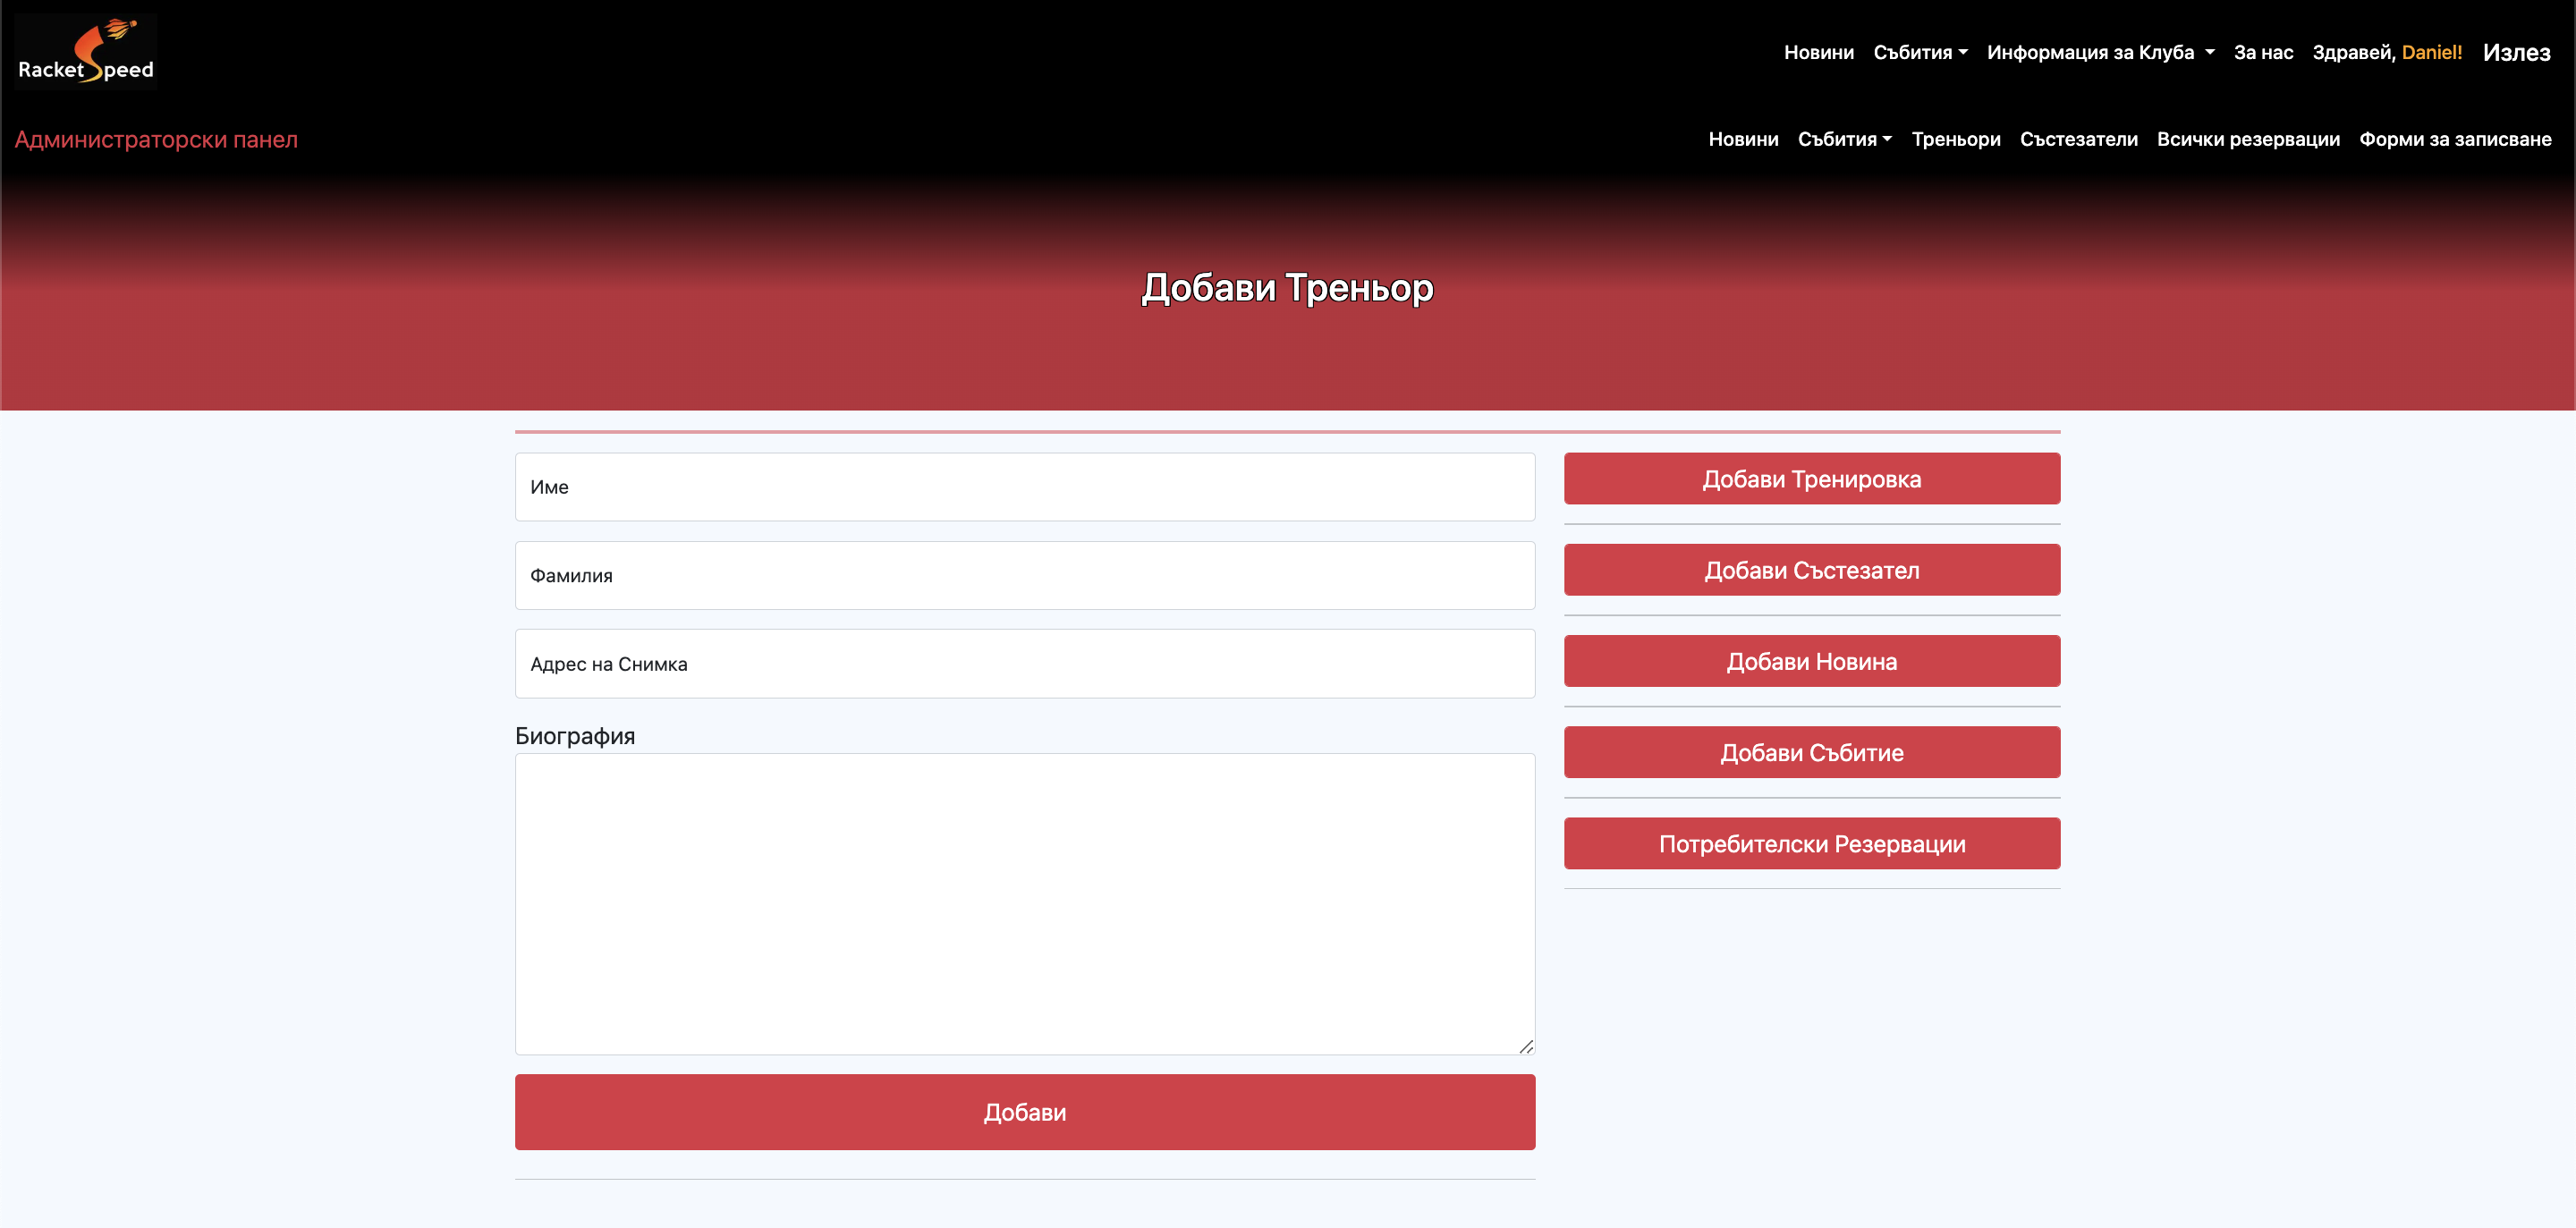 RacketSpeed
Новини Събития Информация за Клуба За нас Здравей, Daniel! Излез
Администраторски панел
Новини Събития Треньори Състезатели Всички резервации Форми за записване
Добави Треньор
Име
Фамилия
Адрес на Снимка
Биография
Добави
Добави Тренировка
Добави Състезател
Добави Новина
Добави Събитие
Потребителски Резервации